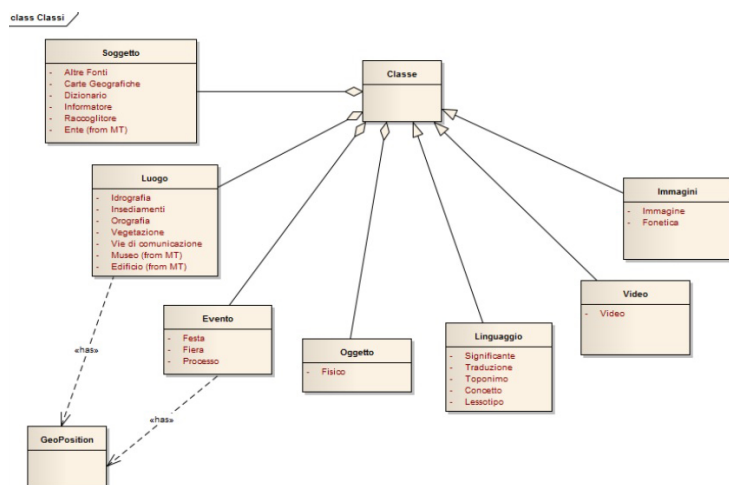 class Classi
Soggetto
- Altre Fonti
- Carte Geografiche
- Dizionario
- Informatore
- Raccoglitore
- Ente (from MT)
Classe
Luogo
- Idrografia
- Insediamenti
- Orografia
- Vegetazione
- Vie di comunicazione
- Museo (from MT)
- Edificio (from MT)
Immagini
- Immagine
- Fonetica
Evento
- Festa
- Fiera
- Processo
Oggetto
- Fisico
Linguaggio
- Significante
- Traduzione
- Toponimo
- Concetto
- Lessotipo
Video
- Video
«has»
«has»
GeoPosition